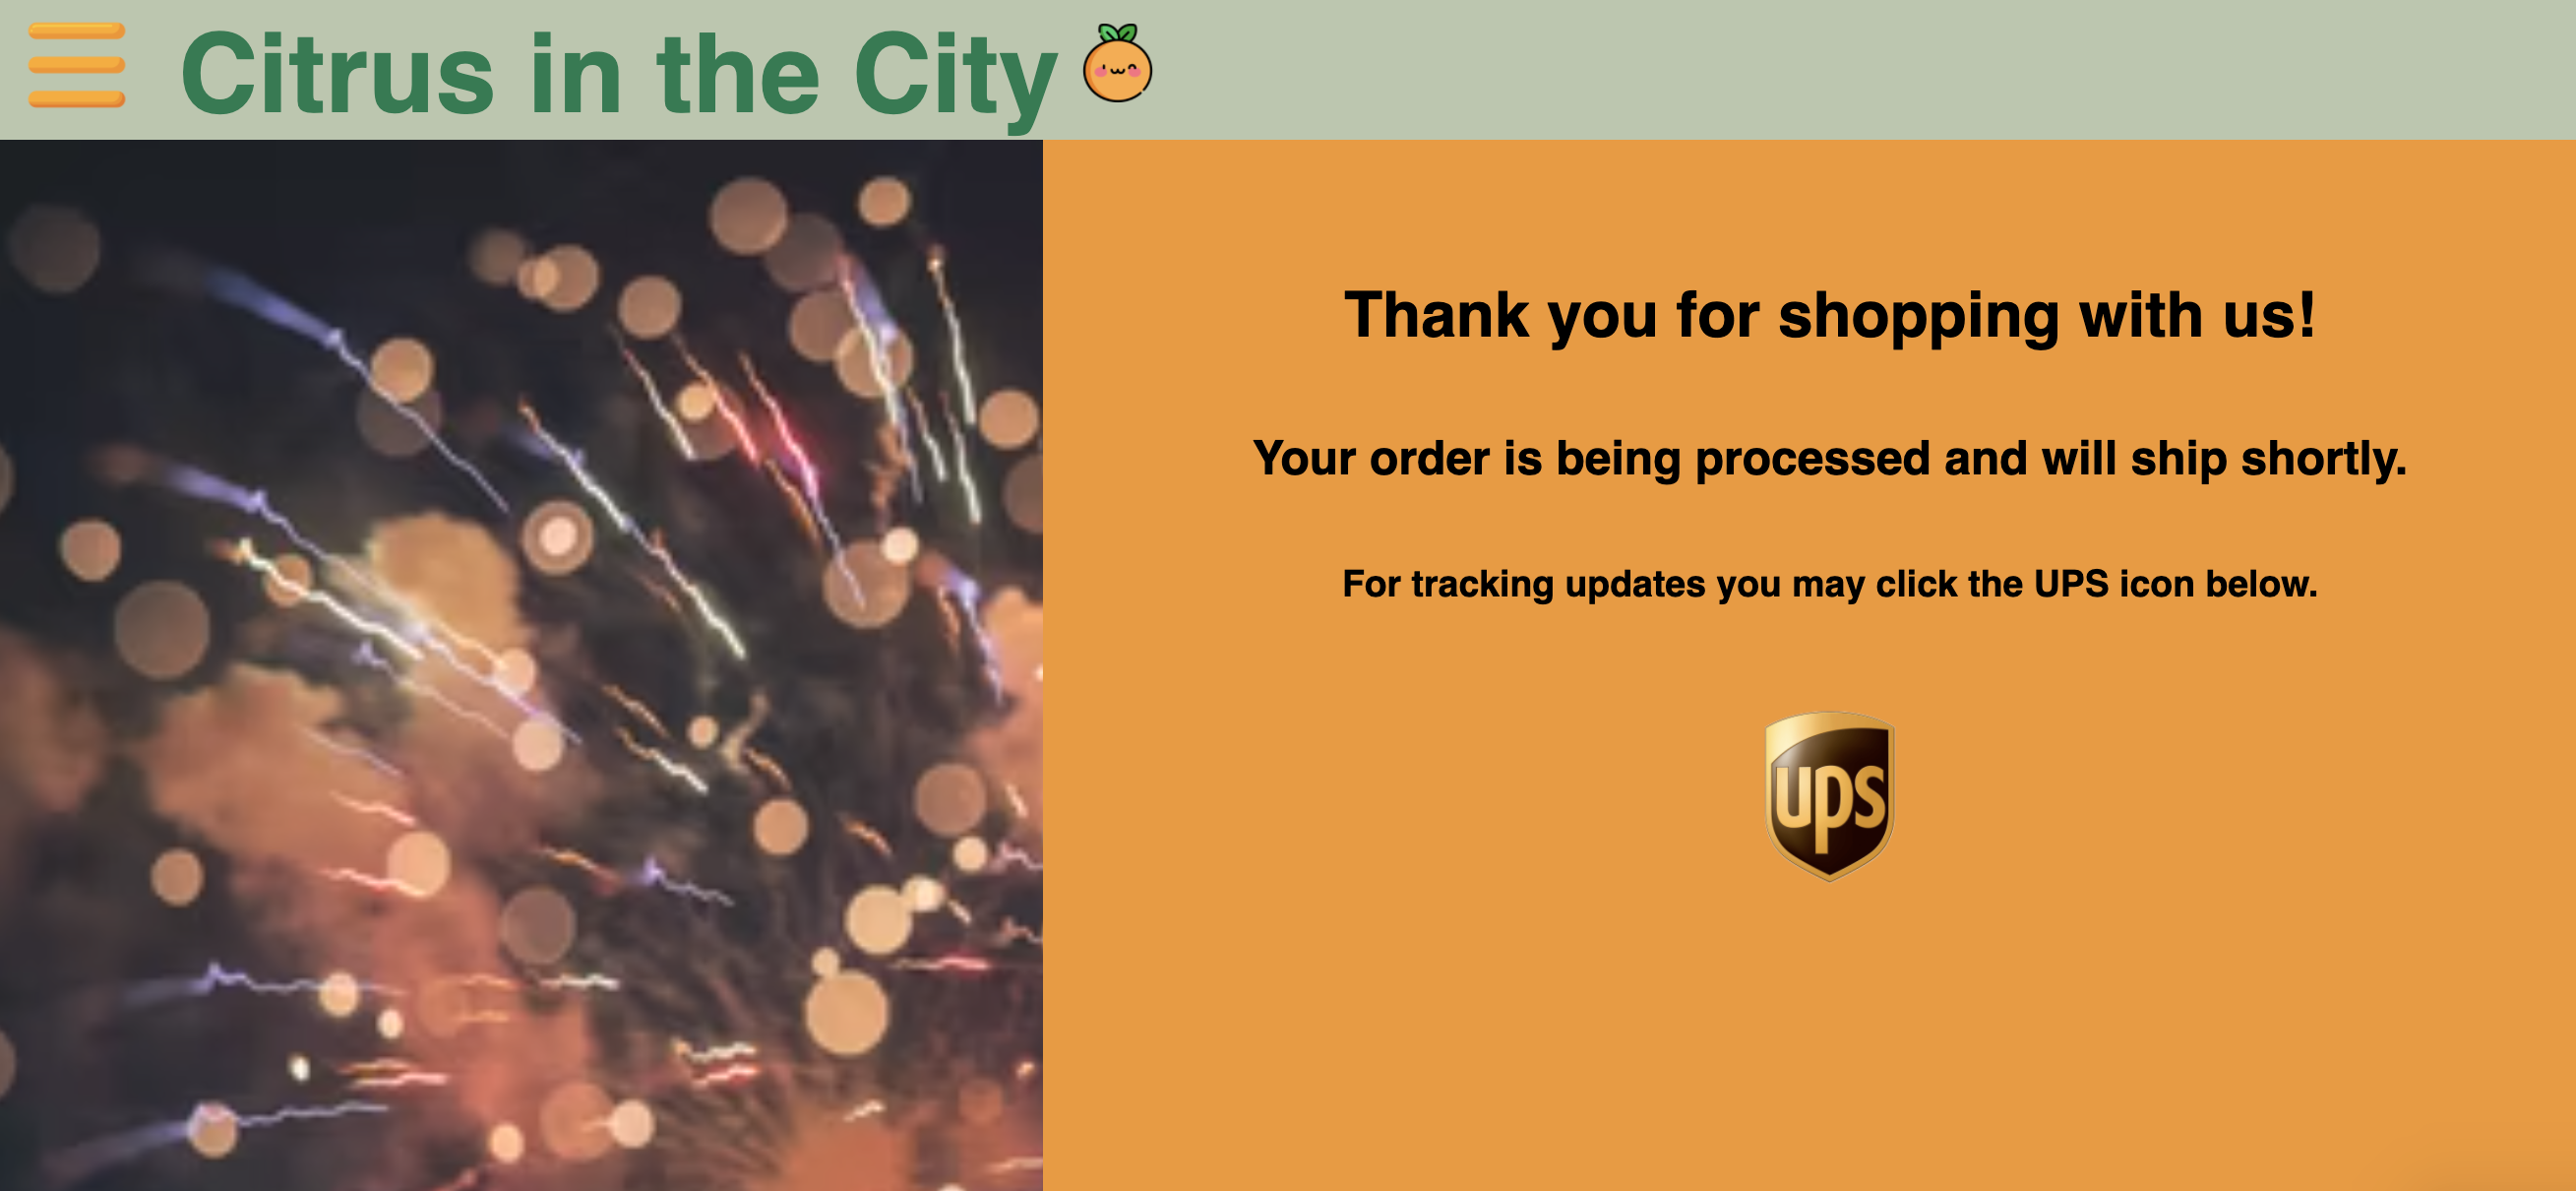 Citrus in the City
Thank you for shopping with us!
Your order is being processed and will ship shortly.
For tracking updates you may click the UPS icon below.
ups